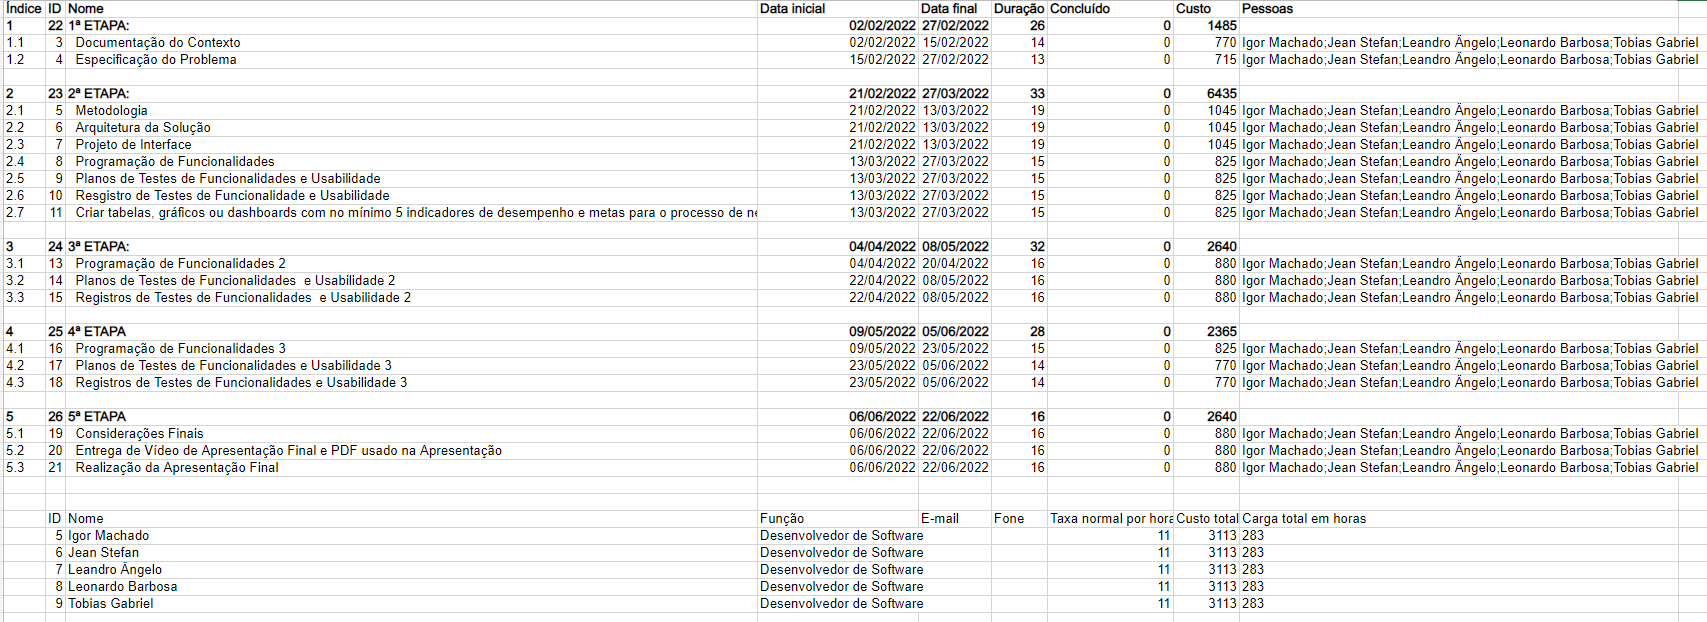 Índice ID Nome Data inicial Data final Duração Concluído Custo Pessoas
1 22 1ª ETAPA: 02/02/2022 27/02/2022 26 0 1485
1.1 3 Documentação do Contexto 02/02/2022 15/02/2022 14 0 770 Igor Machado;Jean Stefan;Leandro Ângelo;Leonardo Barbosa;Tobias Gabriel
1.2 4 Especificação do Problema 15/02/2022 27/02/2022 13 0 715 Igor Machado;Jean Stefan;Leandro Ângelo;Leonardo Barbosa;Tobias Gabriel
2 23 2ª ETAPA: 21/02/2022 27/03/2022 33 0 6435
2.1 5 Metodologia 21/02/2022 13/03/2022 19 0 1045 Igor Machado;Jean Stefan;Leandro Ângelo;Leonardo Barbosa;Tobias Gabriel
2.2 6 Arquitetura da Solução 21/02/2022 13/03/2022 19 0 1045 Igor Machado;Jean Stefan;Leandro Ângelo;Leonardo Barbosa;Tobias Gabriel
2.3 7 Projeto de Interface 21/02/2022 13/03/2022 19 0 1045 Igor Machado;Jean Stefan;Leandro Ângelo;Leonardo Barbosa;Tobias Gabriel
2.4 8 Programação de Funcionalidades 13/03/2022 27/03/2022 15 0 825 Igor Machado;Jean Stefan;Leandro Ângelo;Leonardo Barbosa;Tobias Gabriel
2.5 9 Planos de Testes de Funcionalidades e Usabilidade 13/03/2022 27/03/2022 15 0 825 Igor Machado;Jean Stefan;Leandro Ângelo;Leonardo Barbosa;Tobias Gabriel
2.6 10 Resgistro de Testes de Funcionalidade e Usabilidade 13/03/2022 27/03/2022 15 0 825 Igor Machado;Jean Stefan;Leandro Ângelo;Leonardo Barbosa;Tobias Gabriel
2.7 11 Criar tabelas, gráficos ou dashboards com no mínimo 5 indicadores de desempenho e metas para o processo de ne 13/03/2022 27/03/2022 15 0 825 Igor Machado;Jean Stefan;Leandro Ângelo;Leonardo Barbosa;Tobias Gabriel
3 24 3ª ETAPA: 04/04/2022 08/05/2022 32 0 2640
3.1 13 Programação de Funcionalidades 2 04/04/2022 20/04/2022 16 0 880 Igor Machado;Jean Stefan;Leandro Ângelo;Leonardo Barbosa;Tobias Gabriel
3.2 14 Planos de Testes de Funcionalidades e Usabilidade 2 22/04/2022 08/05/2022 16 0 880 Igor Machado;Jean Stefan;Leandro Ângelo;Leonardo Barbosa;Tobias Gabriel
3.3 15 Registros de Testes de Funcionalidades e Usabilidade 2 22/04/2022 08/05/2022 16 0 880 Igor Machado;Jean Stefan;Leandro Ângelo;Leonardo Barbosa;Tobias Gabriel
4 25 4ª ETAPA 09/05/2022 05/06/2022 28 0 2365
4.1 16 Programação de Funcionalidades 3 09/05/2022 23/05/2022 15 0 825 Igor Machado;Jean Stefan;Leandro Ângelo;Leonardo Barbosa;Tobias Gabriel
4.2 17 Planos de Testes de Funcionalidades e Usabilidade 3 23/05/2022 05/06/2022 14 0 770 Igor Machado;Jean Stefan;Leandro Ângelo;Leonardo Barbosa;Tobias Gabriel
4.3 18 Registros de Testes de Funcionalidades e Usabilidade 3 23/05/2022 05/06/2022 14 0 770 Igor Machado;Jean Stefan;Leandro Ângelo;Leonardo Barbosa;Tobias Gabriel
5 26 5ª ETAPA 06/06/2022 22/06/2022 16 0 2640
5.1 19 Considerações Finais 06/06/2022 22/06/2022 16 0 880 Igor Machado;Jean Stefan;Leandro Ângelo;Leonardo Barbosa;Tobias Gabriel
5.2 20 Entrega de Vídeo de Apresentação Final e PDF usado na Apresentação 06/06/2022 22/06/2022 16 0 880 Igor Machado;Jean Stefan;Leandro Ângelo;Leonardo Barbosa;Tobias Gabriel
5.3 21 Realização da Apresentação Final 06/06/2022 22/06/2022 16 0 880 Igor Machado;Jean Stefan;Leandro Ângelo;Leonardo Barbosa;Tobias Gabriel
ID Nome Função E-mail Fone Taxa normal por hora Custo total Carga total em horas
5 Igor Machado Desenvolvedor de Software 11 3113 283
6 Jean Stefan Desenvolvedor de Software 11 3113 283
7 Leandro Ângelo Desenvolvedor de Software 11 3113 283
8 Leonardo Barbosa Desenvolvedor de Software 11 3113 283
9 Tobias Gabriel Desenvolvedor de Software 11 3113 283